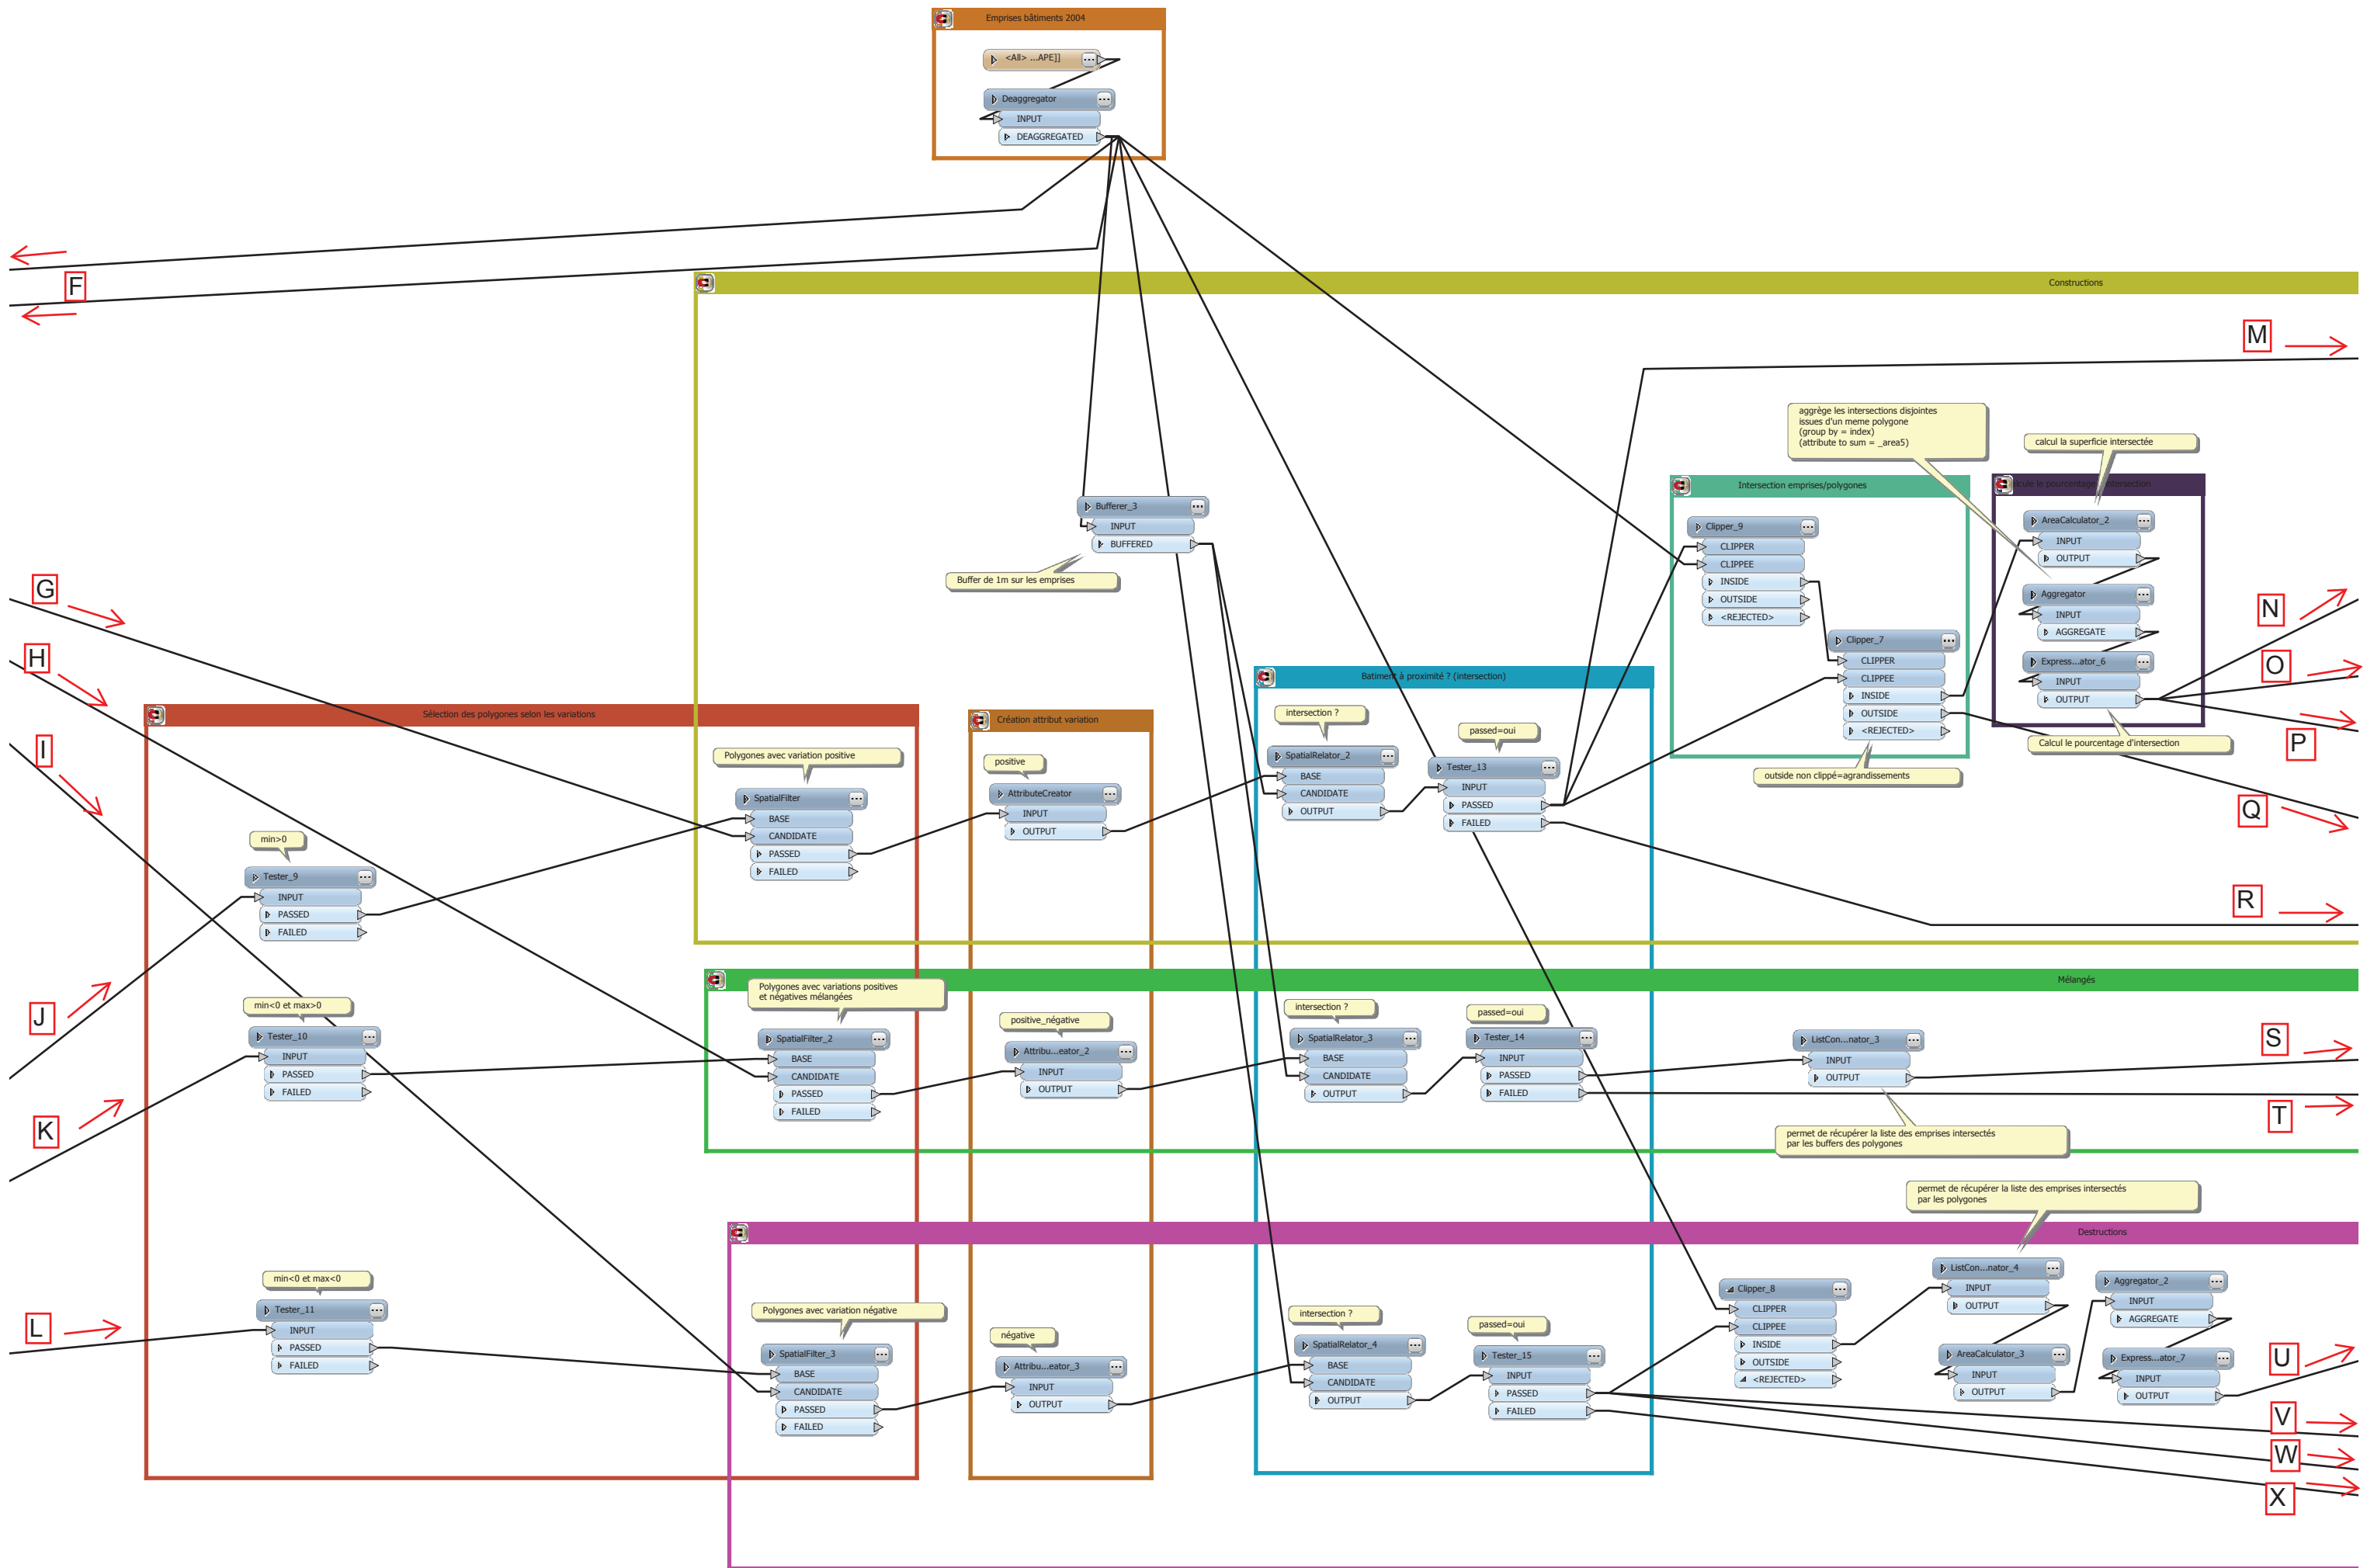 Emprises bâtiments 2004
<All> ...APE]]
Deaggregator
INPUT
DEAGGREGATED
F
Constructions
M
aggrège les intersections disjointes
issues d'un meme polygone
(group by = index)
(attribute to sum = _area5)
calcul la superficie intersectée
Intersection emprises/polygones
Clipper_9
CLIPPER
CLIPPEE
INSIDE
OUTSIDE
<REJECTED>
Clipper_7
CLIPPER
CLIPPEE
INSIDE
OUTSIDE
<REJECTED>
outside non clippé=agrandissements
le pourcentage
intersection
AreaCalculator_2
INPUT
OUTPUT
Aggregator
INPUT
AGGREGATE
Express...ator_6
INPUT
OUTPUT
Calcul le pourcentage d'intersection
N
O
P
Q
R
Bufferer_3
INPUT
BUFFERED
Buffer de 1m sur les emprises
G
H
I
J
K
L
Sélection des polygones selon les variations
min>0
Tester_9
INPUT
PASSED
FAILED
Polygones avec variation positive
SpatialFilter
BASE
CANDIDATE
PASSED
FAILED
Création attribut variation
positive
AttributeCreator
INPUT
OUTPUT
Batiment à proximité ? (intersection)
intersection ?
SpatialRelator_2
BASE
CANDIDATE
OUTPUT
passed=oui
Tester_13
INPUT
PASSED
FAILED
Mélangés
min<0 et max>0
Tester_10
INPUT
PASSED
FAILED
Polygones avec variations positives
et négatives mélangées
SpatialFilter_2
BASE
CANDIDATE
PASSED
FAILED
positive_négative
Attribu...eator_2
INPUT
OUTPUT
intersection ?
SpatialRelator_3
BASE
CANDIDATE
OUTPUT
passed=oui
Tester_14
INPUT
PASSED
FAILED
ListCon...nator_3
INPUT
OUTPUT
permet de récupérer la liste des emprises intersectés
par les buffers des polygones
S
T
permet de récupérer la liste des emprises intersectés
par les polygones
Destructions
min<0 et max<0
Tester_11
INPUT
PASSED
FAILED
Polygones avec variation négative
SpatialFilter_3
BASE
CANDIDATE
PASSED
FAILED
négative
Attribu...eator_3
INPUT
OUTPUT
intersection ?
SpatialRelator_4
BASE
CANDIDATE
OUTPUT
passed=oui
Tester_15
INPUT
PASSED
FAILED
Clipper_8
CLIPPER
CLIPPEE
INSIDE
OUTSIDE
<REJECTED>
ListCon...nator_4
INPUT
OUTPUT
AreaCalculator_3
INPUT
OUTPUT
Aggregator_2
INPUT
AGGREGATE
Express...ator_7
INPUT
OUTPUT
U
V
W
X